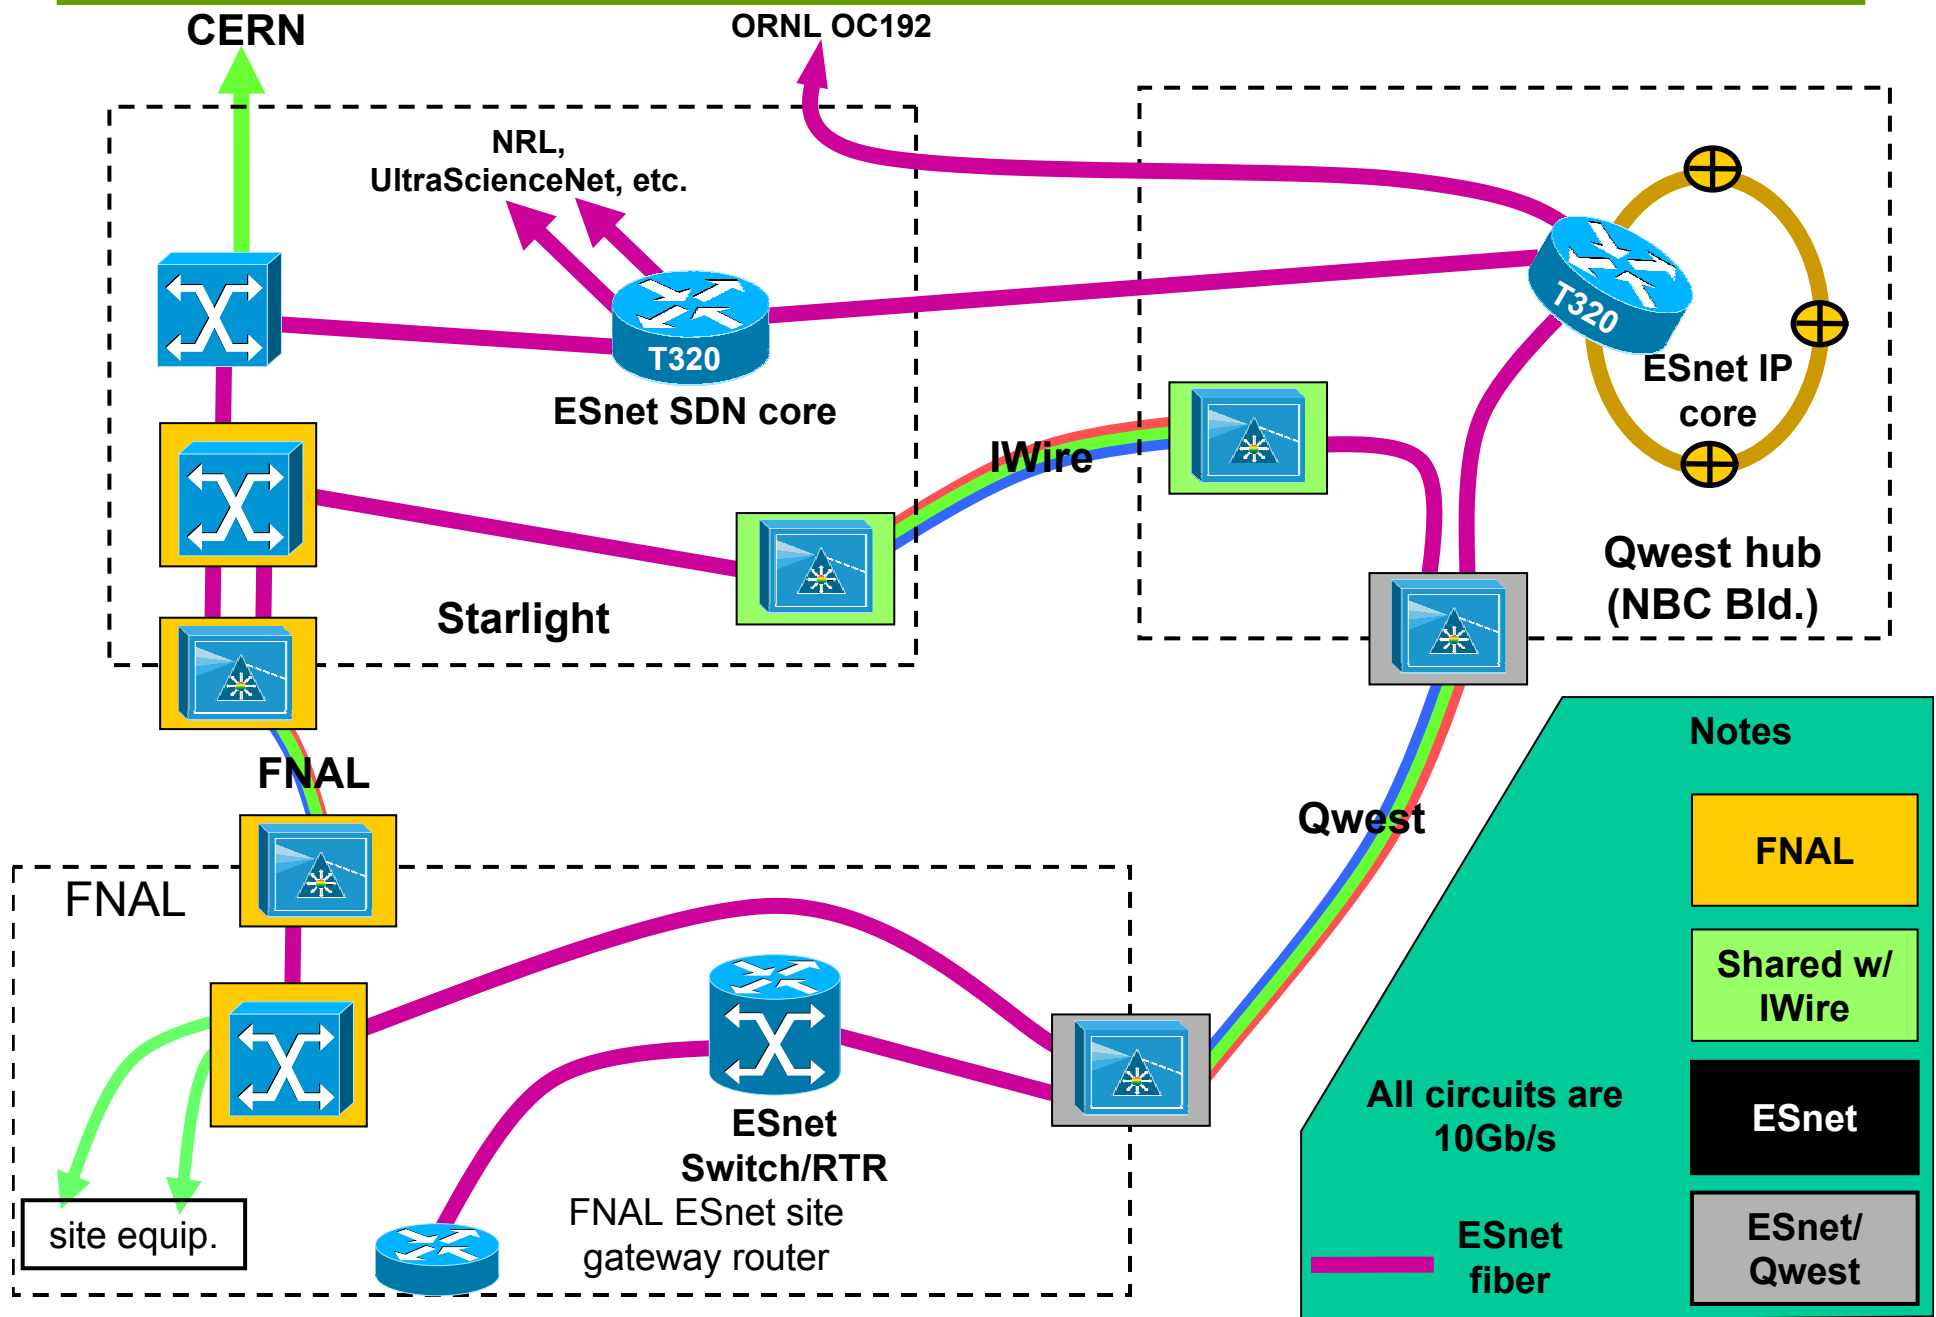 CERN
ORNL OC192
NRL,
UltraScienceNet, etc.
T320
ESnet SDN core
T320
ESnet IP
core
IWire
Qwest hub
(NBC Bld.)
Starlight
FNAL
Qwest
FNAL
ESnet
Switch/RTR
FNAL ESnet site
gateway router
site equip.
Notes
FNAL
Shared w/
IWire
All circuits are
10Gb/s
ESnet
ESnet
fiber
ESnet/
Qwest